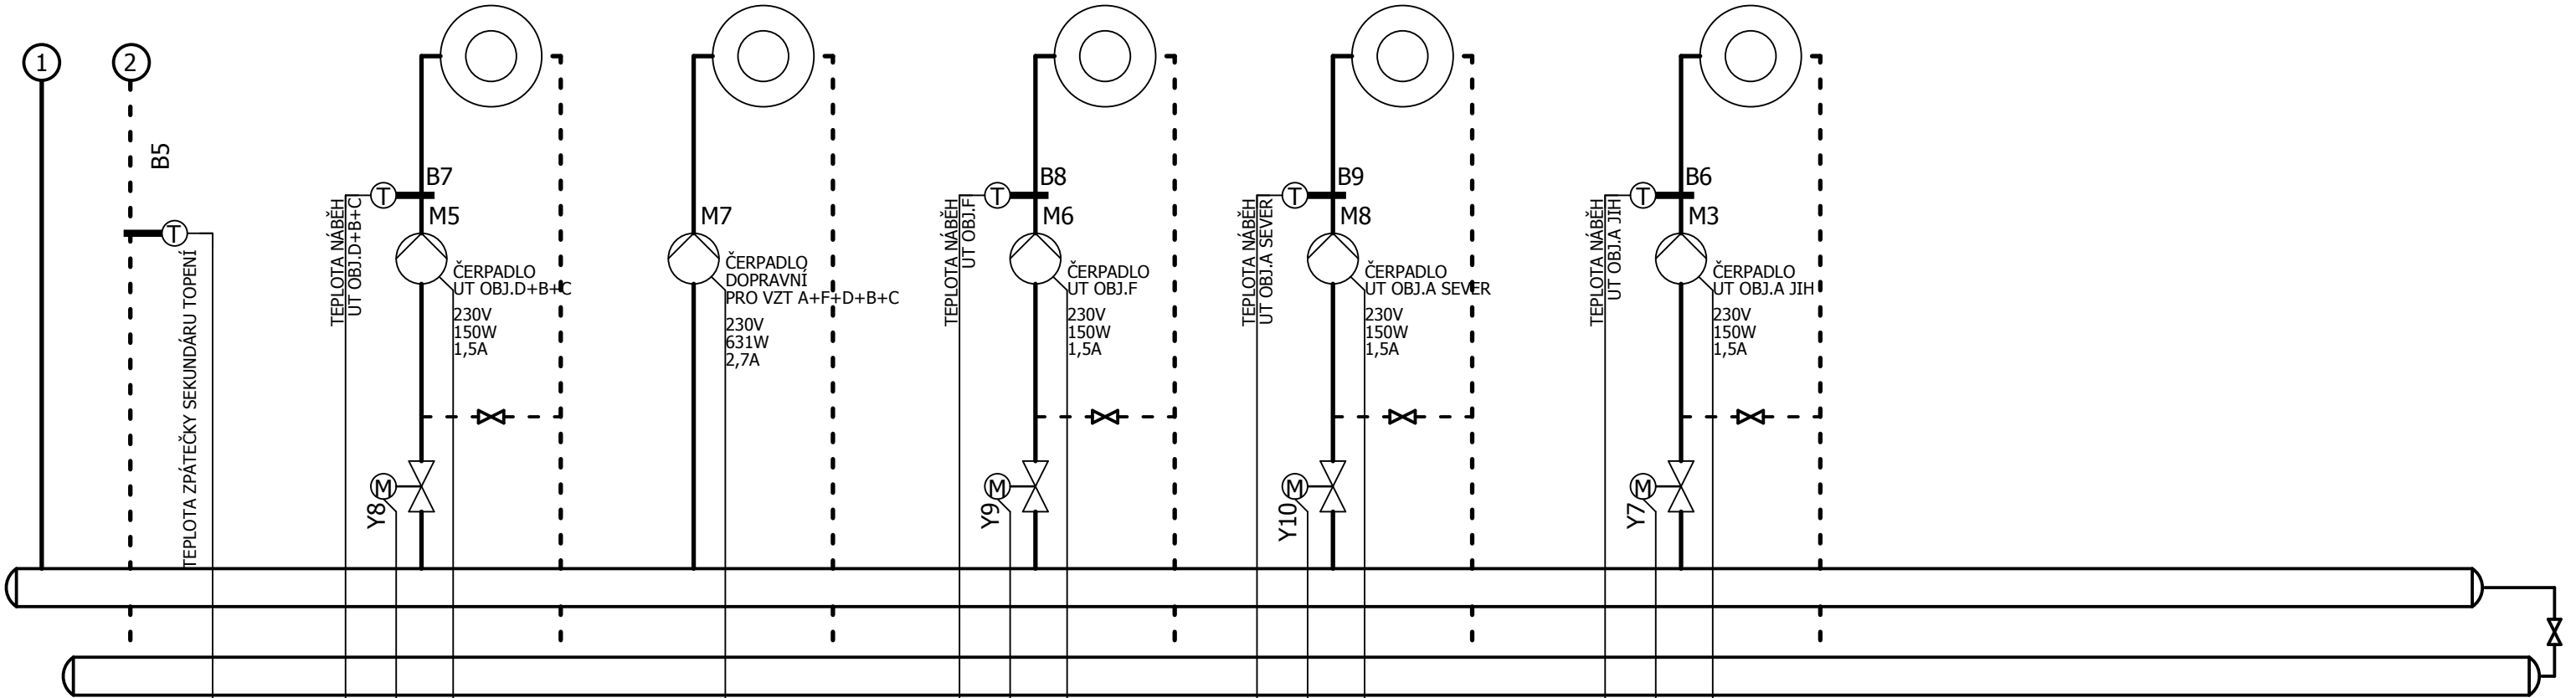 1
2
B5
T
TEPLOTA ZPÁTEČKY SEKUNDÁRU TOPENÍ
TEPLOTA NÁBĚH
UT OBJ.D+B+C
T
B7
M5
ČERPADLO
UT OBJ.D+B+C
230V
150W
1,5A
M
Y8
M7
ČERPADLO
DOPRAVNÍ
PRO VZT A+F+D+B+C
230V
631W
2,7A
TEPLOTA NÁBĚH
UT OBJ.F
T
B8
M6
ČERPADLO
UT OBJ.F
230V
150W
1,5A
M
Y9
TEPLOTA NÁBĚH
UT OBJ.A SEVER
T
B9
M8
ČERPADLO
UT OBJ.A SEVER
230V
150W
1,5A
M
Y10
TEPLOTA NÁBĚH
UT OBJ.A JIH
T
B6
M3
ČERPADLO
UT OBJ.A JIH
230V
150W
1,5A
M
Y7